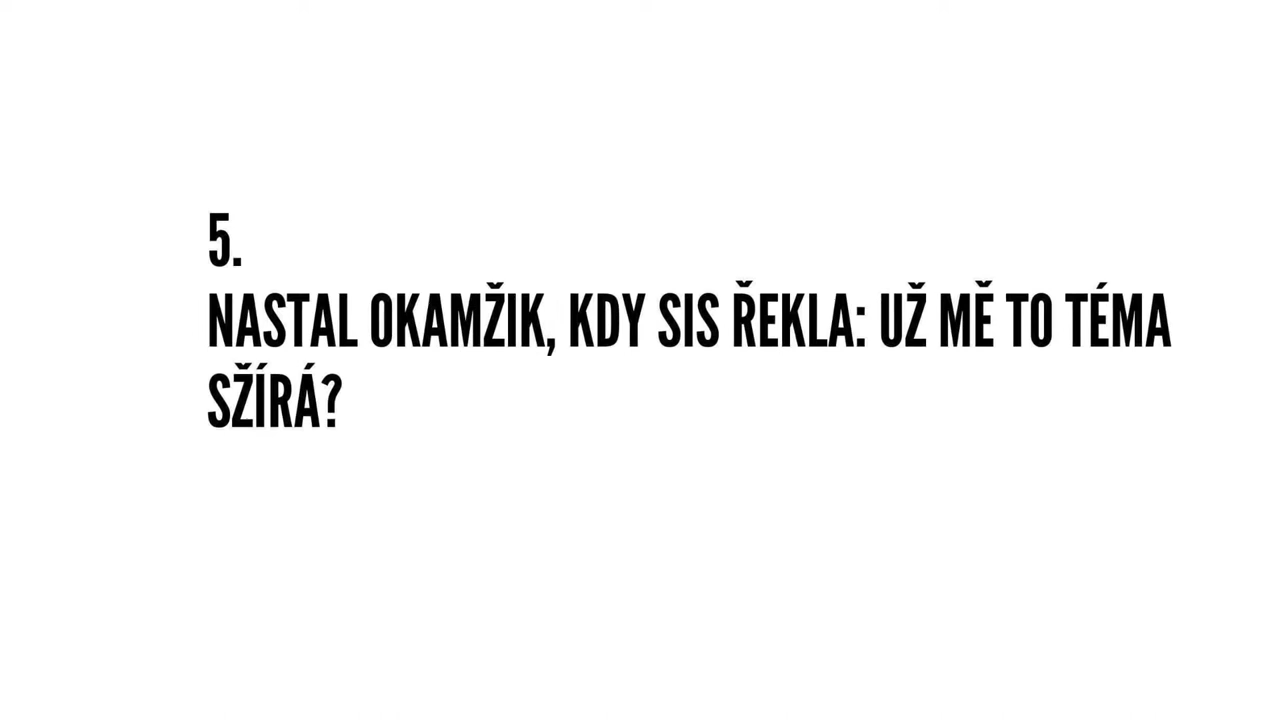 5.
NASTAL OKAMŽIK, KDY SIS ŘEKLA: UŽ MĚ TO TÉMA
SŽÍRÁ?